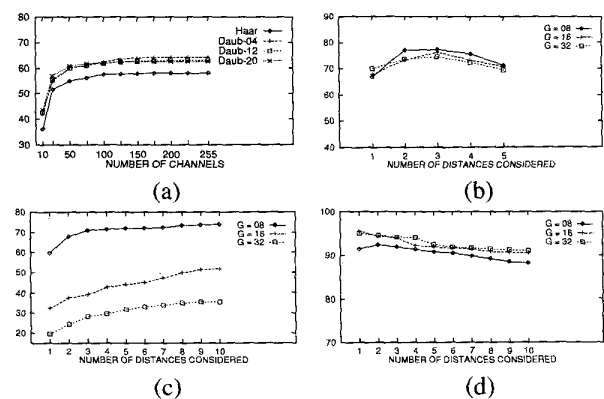 80
70
60
50
40
30
Haar
Daub-04
Daub-12
Daub-20
10 50 100 150 200 255
NUMBER OF CHANNELS
(a)
90
80
70
60
50
40
G = 08
G = 16
G = 32
1 2 3 4 5
NUMBER OF DISTANCES CONSIDERED
(b)
80
70
60
50
40
30
20
G = 08
G = 16
G = 32
1 2 3 4 5 6 7 8 9 10
NUMBER OF DISTANCES CONSIDERED
(c)
100
90
80
70
G = 08
G = 16
G = 32
1 2 3 4 5 6 7 8 9 10
NUMBER OF DISTANCES CONSIDERED
(d)